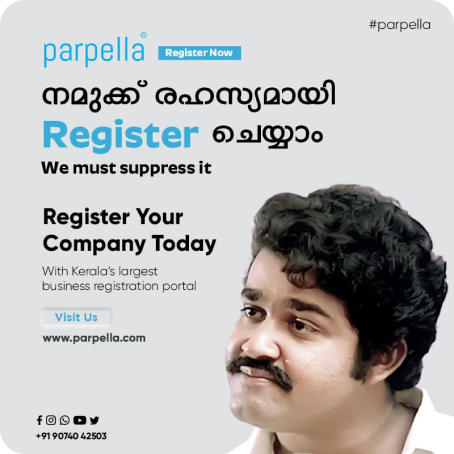 #parpella
parpella©
Register Now
നമുക്ക് രഹസ്യമായി
Register ചെയ്യാം
We must suppress it
Register Your
Company Today
With Kerala's largest
business registration portal
Visit Us
www.parpella.com
+91 90740 42503